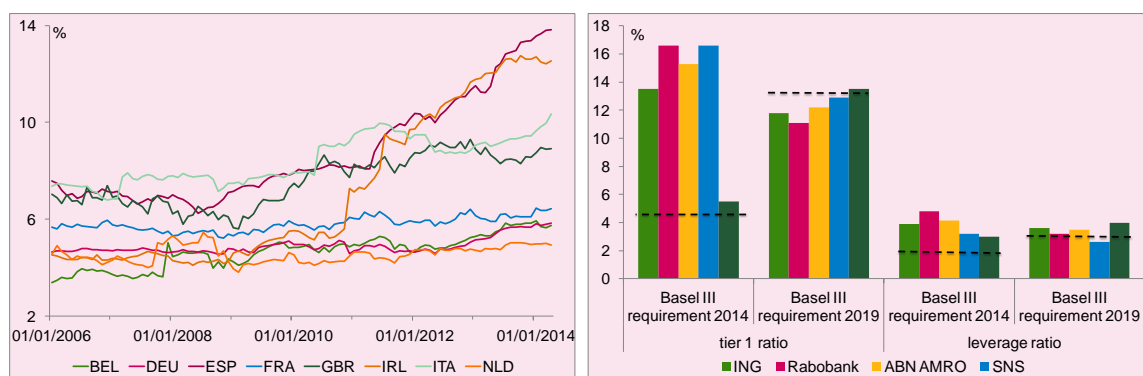 %
14
10
6
2
01/01/2006 01/01/2008 01/01/2010 01/01/2012 01/01/2014
BEL DEU ESP FRA GBR IRL ITA NLD
%
18
16
14
12
10
8
6
4
2
0
Basel III Basel III Basel III Basel III
requirement 2014 requirement 2019 requirement 2014 requirement 2019
tier 1 ratio leverage ratio
ING Rabobank ABN AMRO SNS